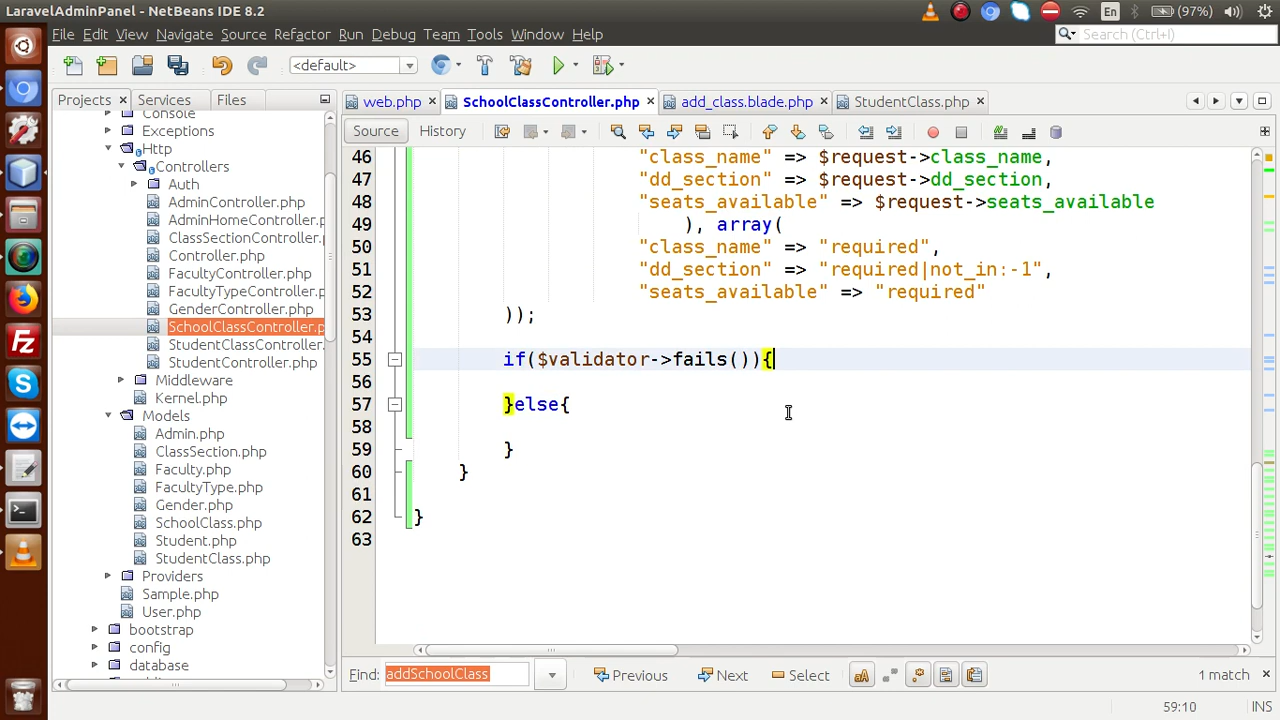 LaravelAdminPanel - NetBeans IDE 8.2
En
(97%)
File Edit View Navigate Source Refactor Run Debug Team Tools Window Help
Search (Ctrl+I)
<default>
Projects
Services
Files
web.php
SchoolClassController.php
add_class.blade.php
StudentClass.php
Source
History
Console
Exceptions
Http
Controllers
Auth
AdminController.php
AdminHomeController.p
ClassSectionController.p
Controller.php
FacultyController.php
FacultyTypeController.php
GenderController.php
SchoolClassController.p
StudentClassController.
StudentController.php
Middleware
Kernel.php
Models
Admin.php
ClassSection.php
Faculty.php
FacultyType.php
Gender.php
SchoolClass.php
Student.php
StudentClass.php
Providers
Sample.php
User.php
bootstrap
config
database
46 "class_name" => $request->class_name,
47 "dd_section" => $request->dd_section,
48 "seats_available" => $request->seats_available
49 ), array(
50 "class_name" => "required",
51 "dd_section" => "required|not_in:-1",
52 "seats_available" => "required"
53 ));
54
55 if($validator->fails()){
56
57 }else{
58
59 }
60 }
61
62 }
63
Find: addSchoolClass
Previous
Next
Select
1 match
59:10
INS